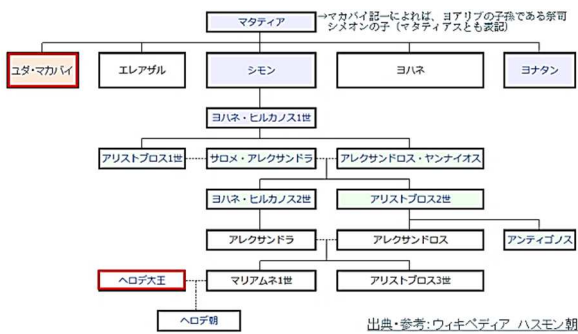 マタティア
→マカバイ記一によれば、ヨアリブの子孫である祭司
シメオンの子（マタティアスとも表記）
ユダ・マカバイ
エレアザル
シモン
ヨハネ
ヨナタン
ヨハネ・ヒルカノス1世
アリストブロス1世
サロメ・アレクサンドラ
アレクサンドロス・ヤンナイオス
ヨハネ・ヒルカノス2世
アリストブロス2世
アレクサンドラ
アレクサンドロス
アンティゴノス
ヘロデ大王
マリアムネ1世
アリストブロス3世
ヘロデ朝
出典・参考：ウィキペディア ハスモン朝